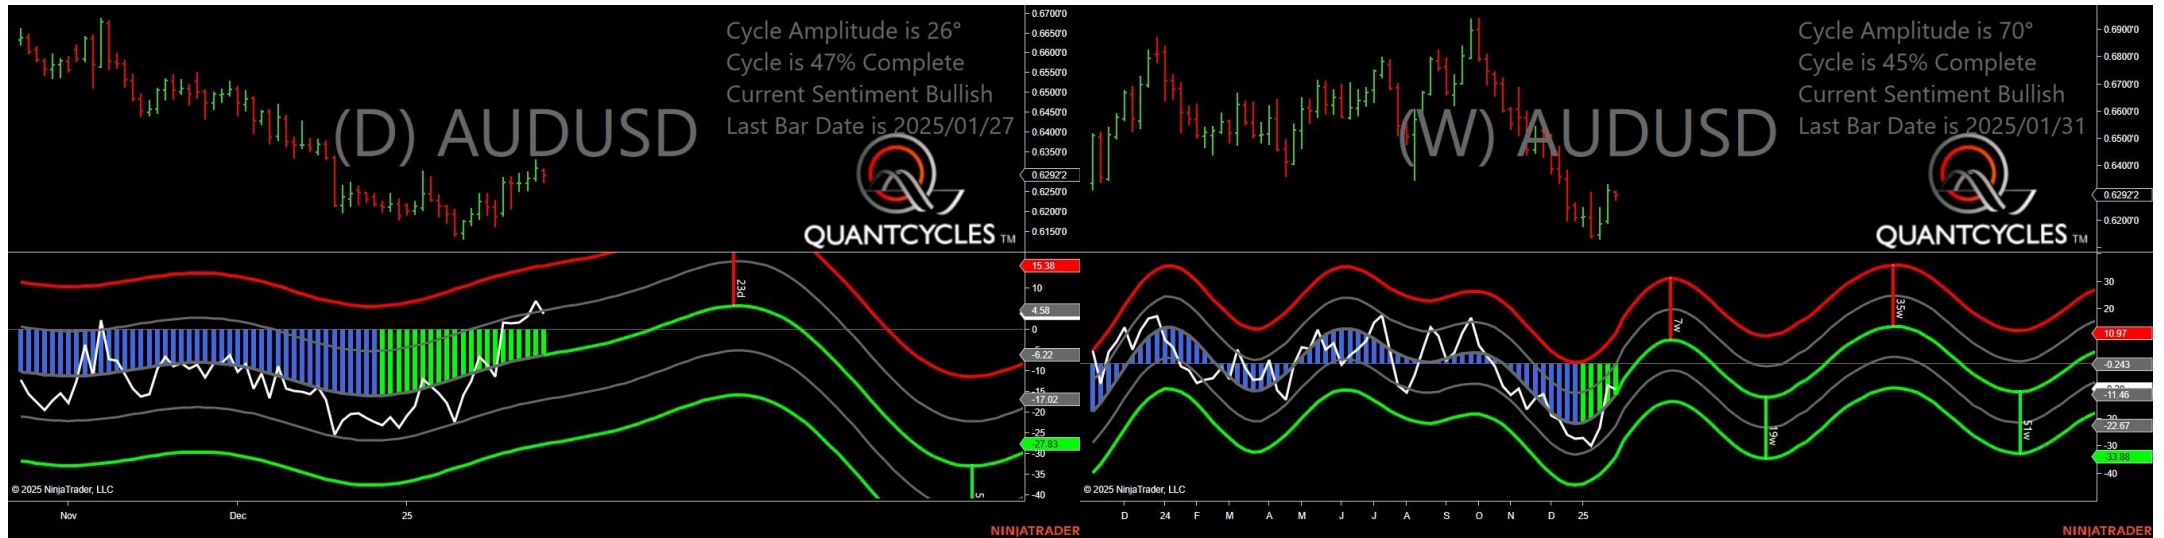 Cycle Amplitude is 26°
Cycle is 47% Complete
Current Sentiment Bullish
Last Bar Date is 2025/01/27
(D) AUDUSD
QUANTCYCLES TM
0.6700'0
0.6650'0
0.6600'0
0.6550'0
0.6500'0
0.6450'0
0.6400'0
0.6350'0
0.6292'2
0.6250'0
0.6200'0
0.6150'0
23d
5
15.38
10
4.58
0
-6.22
-10
-15
-17.02
-20
-25
-27.83
-30
-35
-40
© 2025 NinjaTrader, LLC
Nov
Dec
25
NINJATRADER
Cycle Amplitude is 70°
Cycle is 45% Complete
Current Sentiment Bullish
Last Bar Date is 2025/01/31
(W) AUDUSD
QUANTCYCLES TM
0.6900'0
0.6800'0
0.6700'0
0.6600'0
0.6500'0
0.6400'0
0.6292'2
0.6200'0
7w
19w
35w
51w
30
20
10.97
-0.243
-11.46
-20
-22.67
-30
-33.88
-40
© 2025 NinjaTrader, LLC
D 24 F M A M J J A S O N D 25
NINJATRADER